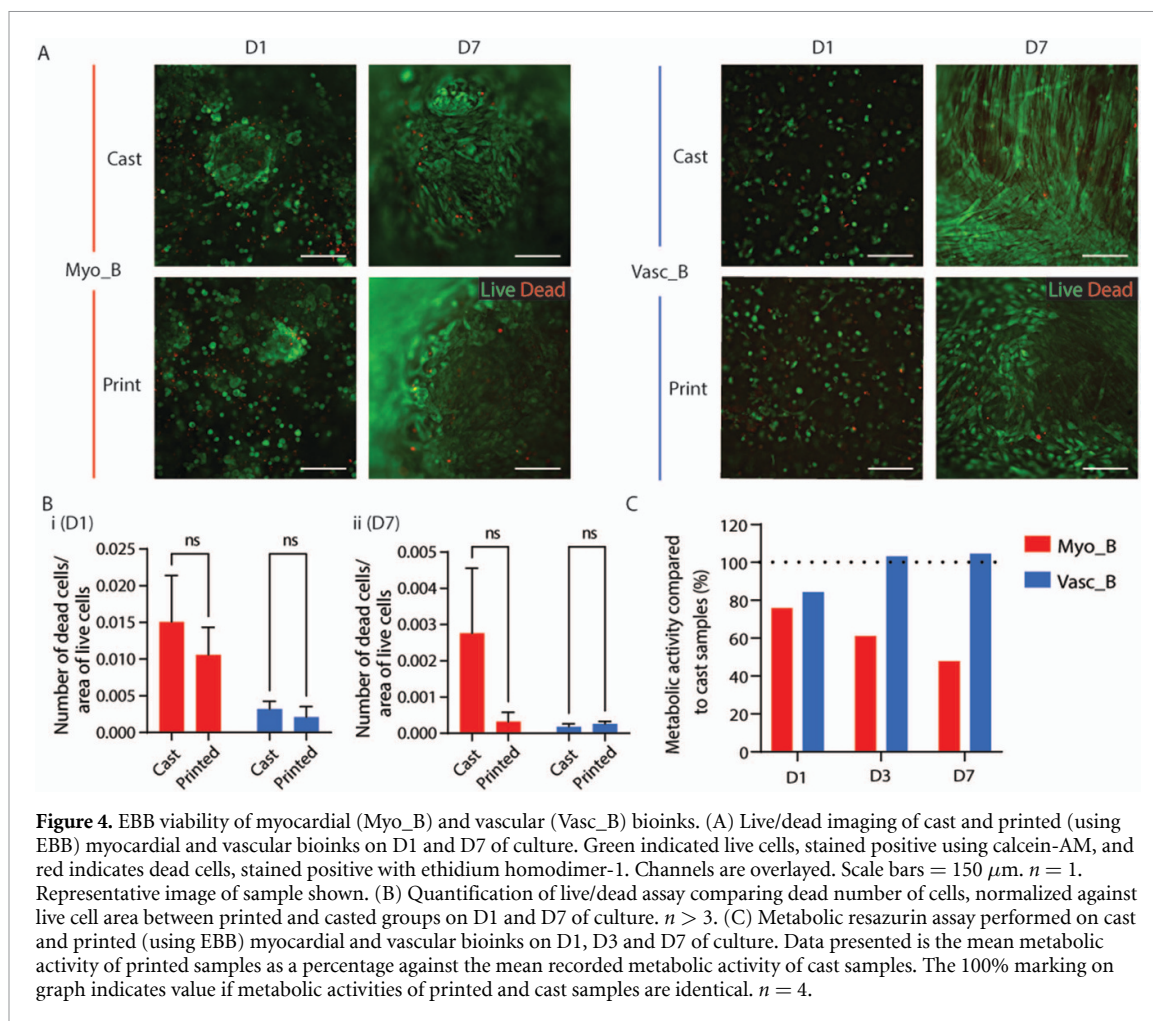 A
D1
D7
D1
D7
Cast
Cast
Myo_B
Vasc_B
Live Dead
Live Dead
Print
Print
B
i (D1)
ii (D7)
C
Number of dead cells/
area of live cells
0.025
0.020
0.015
0.010
0.005
0.000
ns
ns
Cast
Printed
Cast
Printed
Number of dead cells/
area of live cells
0.005
0.004
0.003
0.002
0.001
0.000
ns
ns
Cast
Printed
Cast
Printed
Metabolic activity compared
to cast samples (%)
120
100
80
60
40
20
0
D1
D3
D7
Myo_B
Vasc_B
Figure 4. EBB viability of myocardial (Myo_B) and vascular (Vasc_B) bioinks. (A) Live/dead imaging of cast and printed (using
EBB) myocardial and vascular bioinks on D1 and D7 of culture. Green indicated live cells, stained positive using calcein-AM, and
red indicates dead cells, stained positive with ethidium homodimer-1. Channels are overlayed. Scale bars = 150 μm. n = 1.
Representative image of sample shown. (B) Quantification of live/dead assay comparing dead number of cells, normalized against
live cell area between printed and casted groups on D1 and D7 of culture. n > 3. (C) Metabolic resazurin assay performed on cast
and printed (using EBB) myocardial and vascular bioinks on D1, D3 and D7 of culture. Data presented is the mean metabolic
activity of printed samples as a percentage against the mean recorded metabolic activity of cast samples. The 100% marking on
graph indicates value if metabolic activities of printed and cast samples are identical. n = 4.